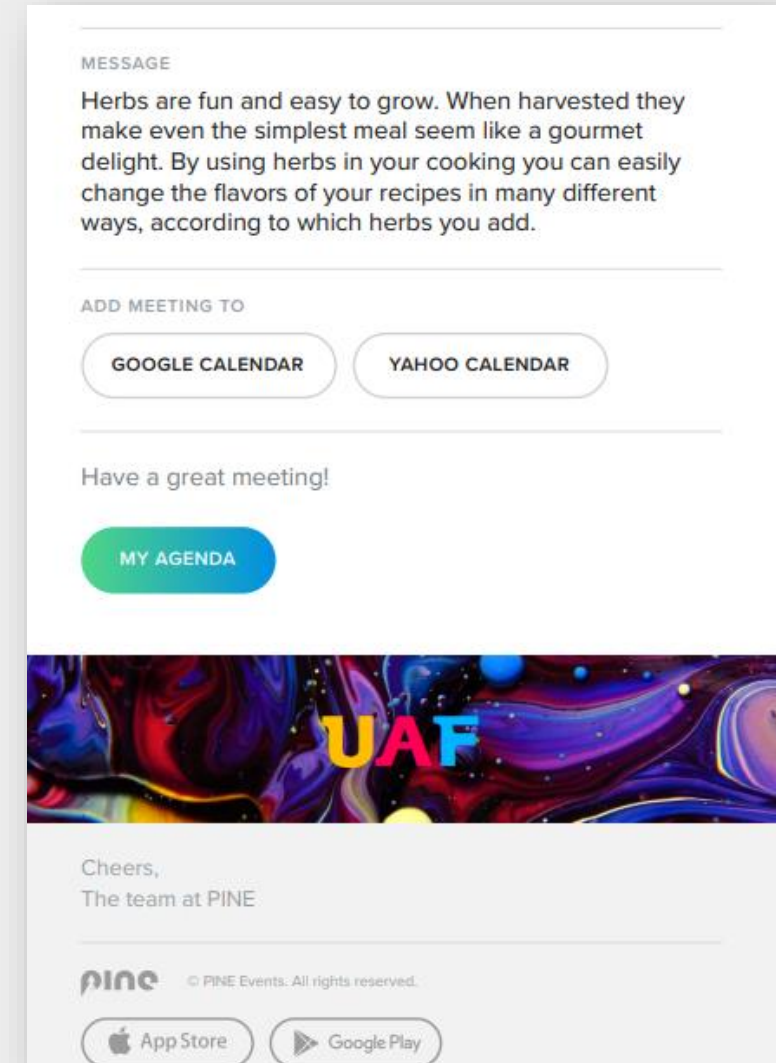 MESSAGE
Herbs are fun and easy to grow. When harvested they
make even the simplest meal seem like a gourmet
delight. By using herbs in your cooking you can easily
change the flavors of your recipes in many different
ways, according to which herbs you add.
ADD MEETING TO
GOOGLE CALENDAR
YAHOO CALENDAR
Have a great meeting!
MY AGENDA
UAF
Cheers,
The team at PINE
pine
© PINE Events. All rights reserved.
App Store
Google Play